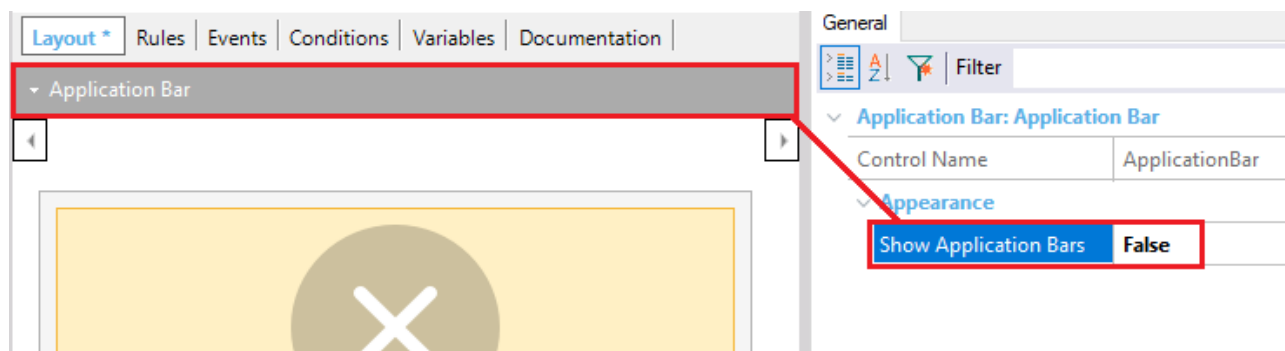 Layout * Rules Events Conditions Variables Documentation
Application Bar
General
A Z Filter
Application Bar: Application Bar
Control Name ApplicationBar
Appearance
Show Application Bars False